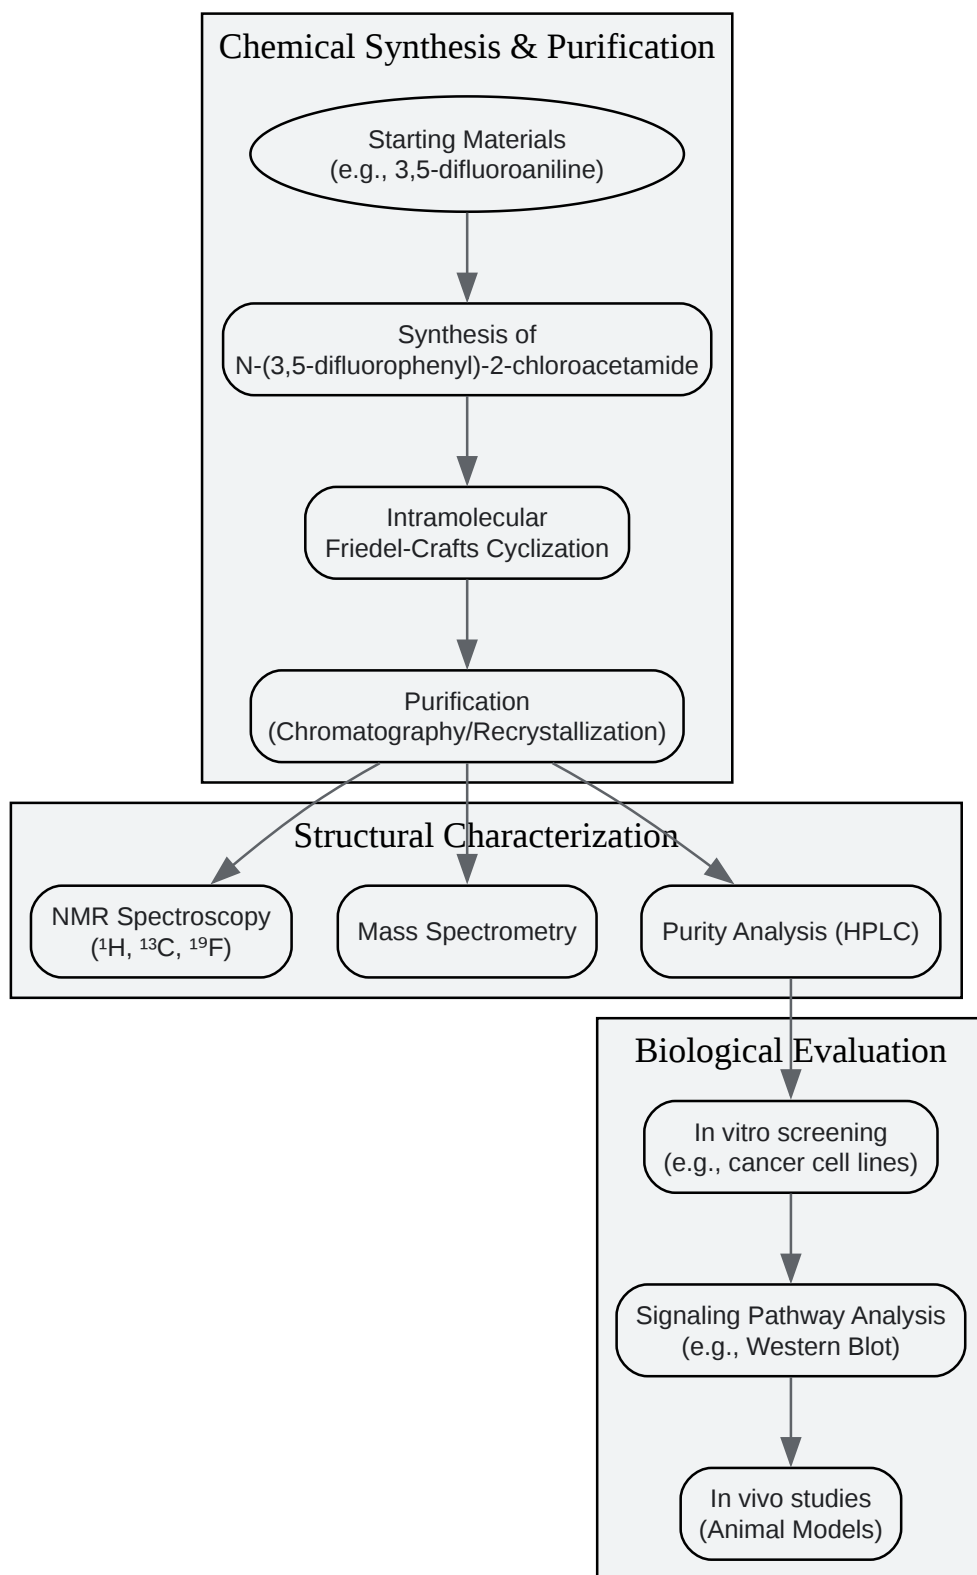 Chemical Synthesis & Purification
Starting Materials
(e.g., 3,5-difluoroaniline)
Synthesis of
N-(3,5-difluorophenyl)-2-chloroacetamide
Intramolecular
Friedel-Crafts Cyclization
Purification
(Chromatography/Recrystallization)
Structural Characterization
NMR Spectroscopy
(¹H, ¹³C, ¹⁹F)
Mass Spectrometry
Purity Analysis (HPLC)
Biological Evaluation
In vitro screening
(e.g., cancer cell lines)
Signaling Pathway Analysis
(e.g., Western Blot)
In vivo studies
(Animal Models)